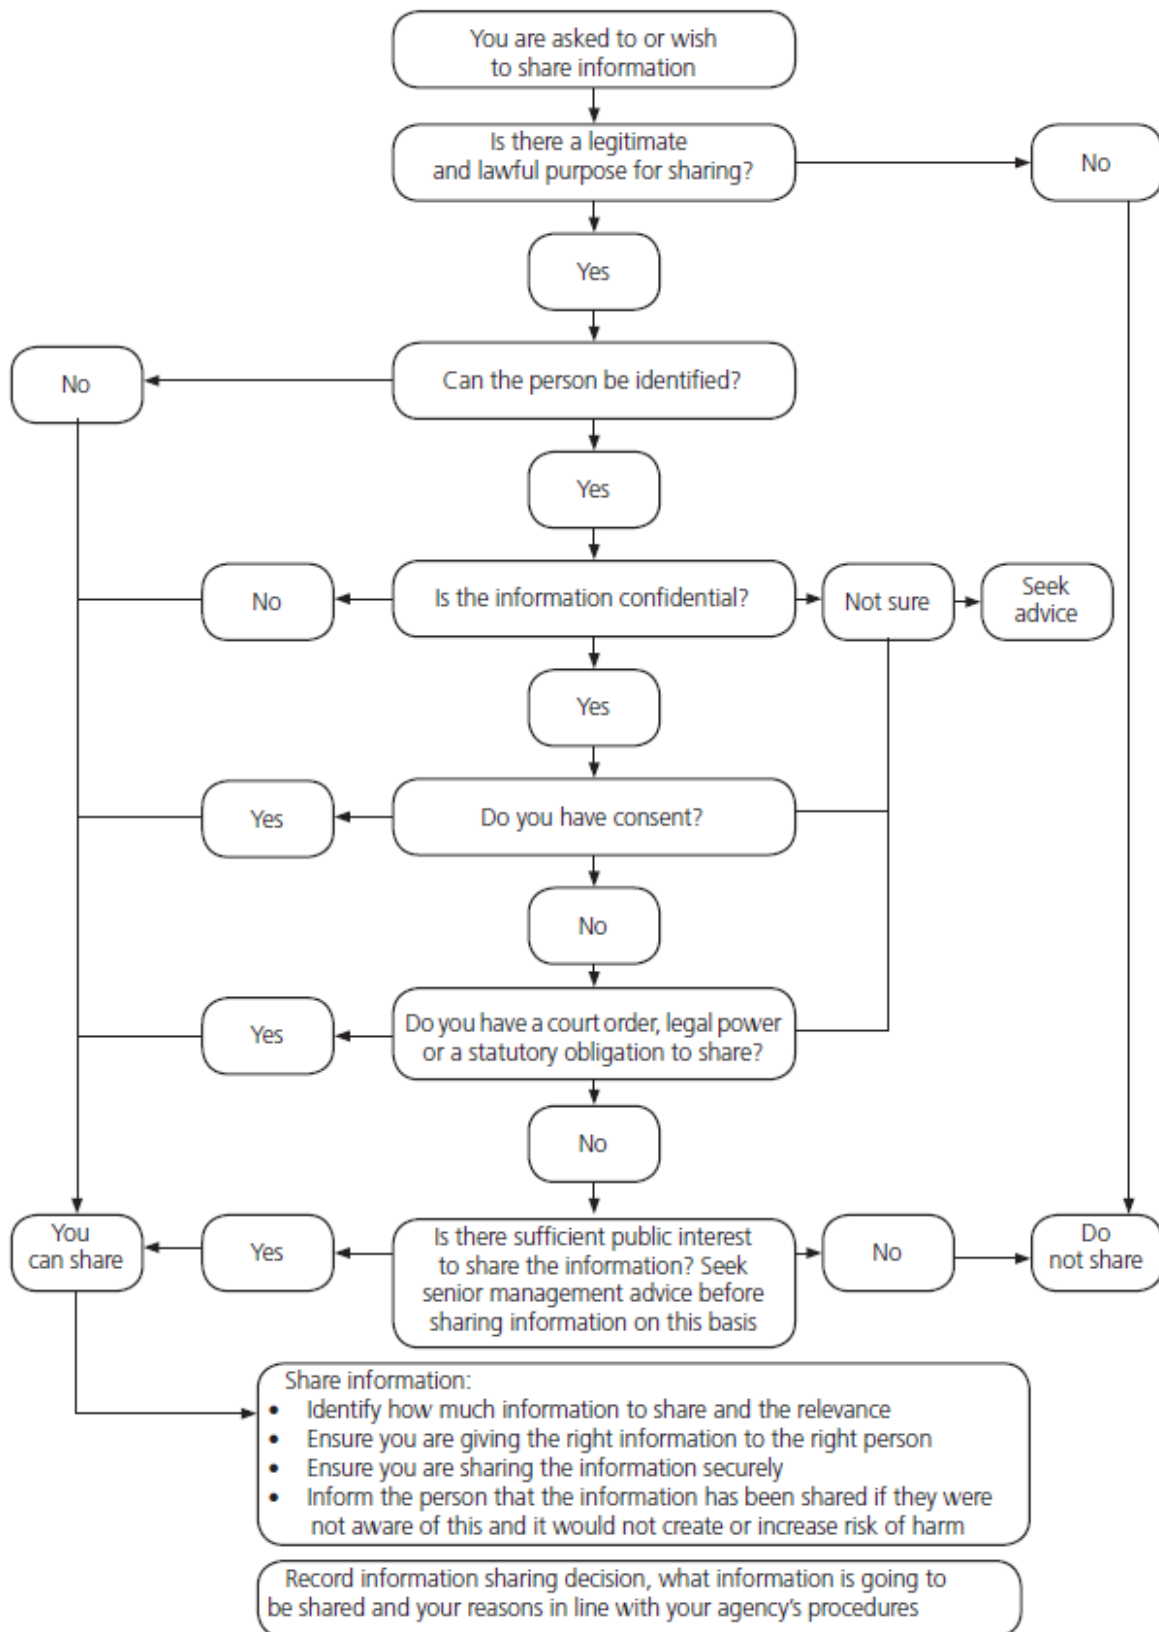 You are asked to or wish
to share information
Is there a legitimate
and lawful purpose for sharing?
No
Yes
No
Can the person be identified?
Yes
No
Is the information confidential?
Not sure
Seek
advice
Yes
Yes
Do you have consent?
No
Yes
Do you have a court order, legal power
or a statutory obligation to share?
No
You
can share
Yes
Is there sufficient public interest
to share the information? Seek
senior management advice before
sharing information on this basis
No
Do
not share
Share information:
• Identify how much information to share and the relevance
• Ensure you are giving the right information to the right person
• Ensure you are sharing the information securely
• Inform the person that the information has been shared if they were
not aware of this and it would not create or increase risk of harm
Record information sharing decision, what information is going to
be shared and your reasons in line with your agency's procedures